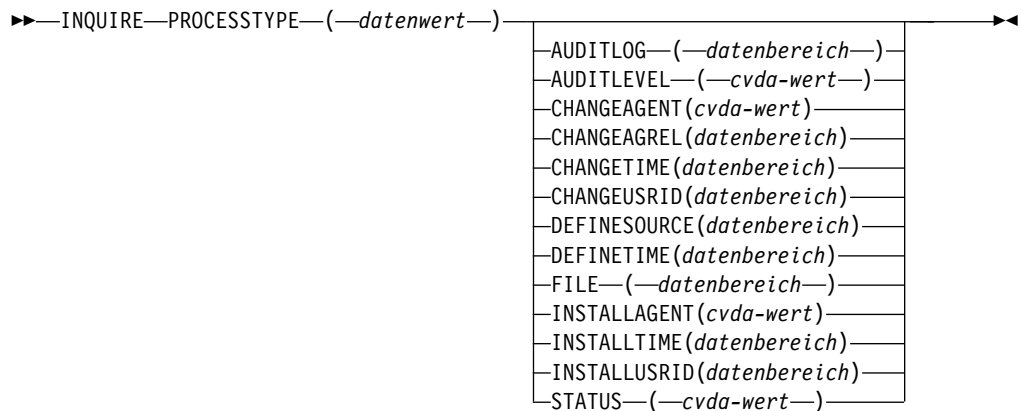 INQUIRE PROCESSTYPE ( datenwert )
AUDITLOG ( datenbereich )
AUDITLEVEL ( cvda-wert )
CHANGEAGENT(cvda-wert)
CHANGEAGREL(datenbereich)
CHANGETIME(datenbereich)
CHANGEUSRID(datenbereich)
DEFINESOURCE(datenbereich)
DEFINETIME(datenbereich)
FILE ( datenbereich )
INSTALLAGENT(cvda-wert)
INSTALLTIME(datenbereich)
INSTALLUSRID(datenbereich)
STATUS ( cvda-wert )